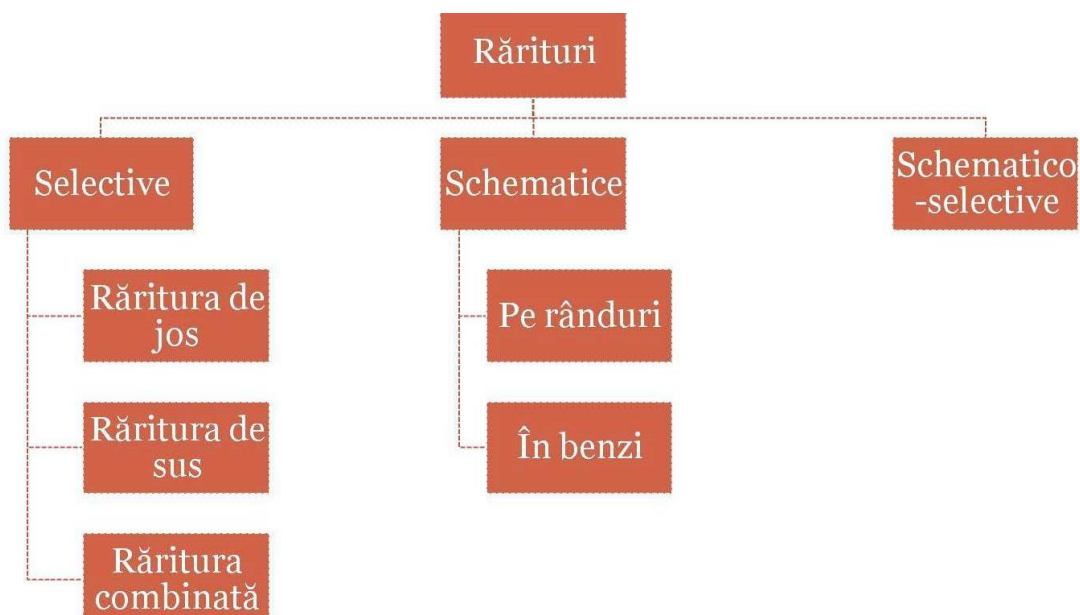 Rărituri
Selective
Schematice
Schematico
-selective
Răritura de
jos
Pe rânduri
Răritura de
sus
În benzi
Răritura
combinată